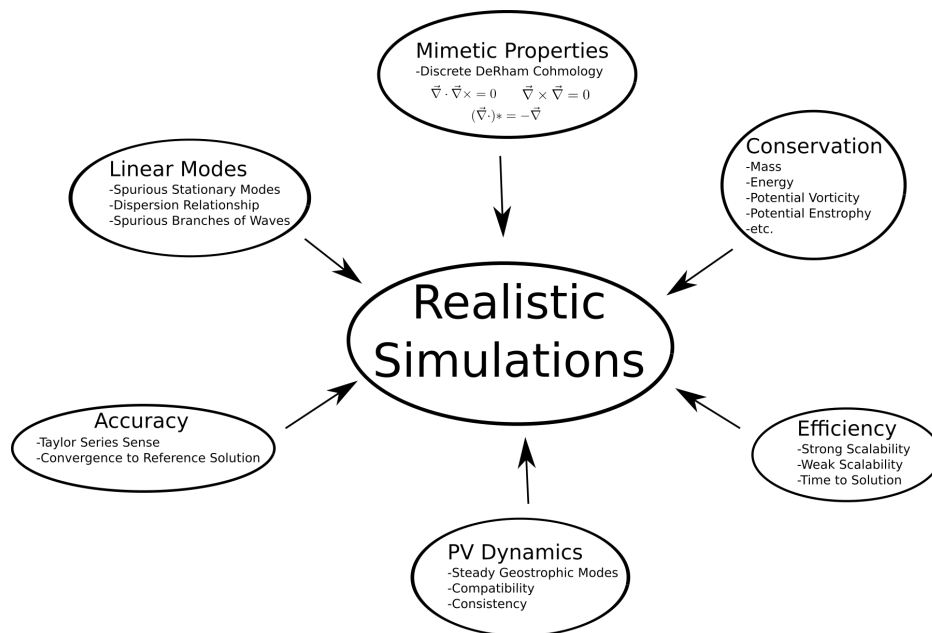 Mimetic Properties
-Discrete DeRham Cohmology
∇⃗ · ∇⃗× = 0 ∇⃗ × ∇⃗ = 0
(∇⃗·)* = −∇⃗
Linear Modes
-Spurious Stationary Modes
-Dispersion Relationship
-Spurious Branches of Waves
Conservation
-Mass
-Energy
-Potential Vorticity
-Potential Enstrophy
-etc.
Realistic
Simulations
Accuracy
-Taylor Series Sense
-Convergence to Reference Solution
Efficiency
-Strong Scalability
-Weak Scalability
-Time to Solution
PV Dynamics
-Steady Geostrophic Modes
-Compatibility
-Consistency